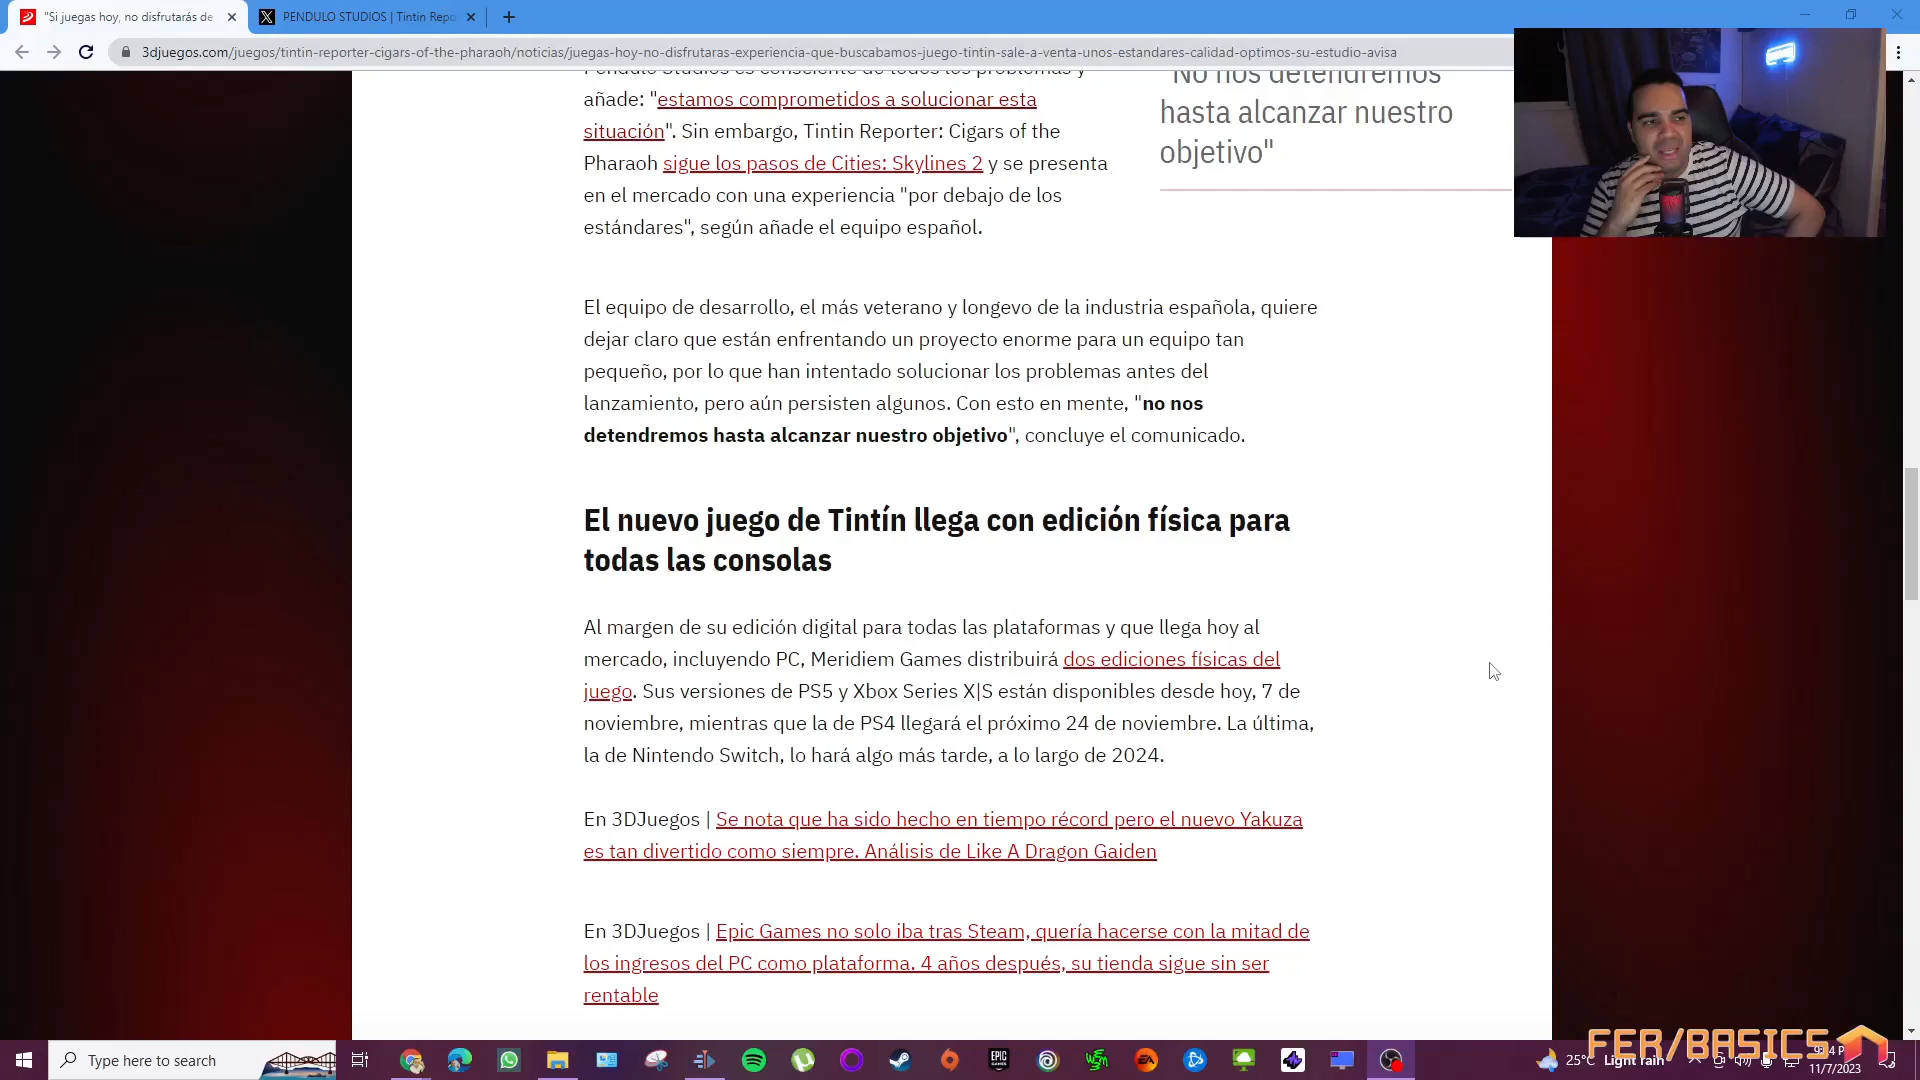 "Si juegas hoy, no disfrutarás de
PENDULO STUDIOS | Tintin Repo
3djuegos.com/juegos/tintin-reporter-cigars-of-the-pharaoh/noticias/juegas-hoy-no-disfrutaras-experiencia-que-buscabamos-juego-tintin-sale-a-venta-unos-estandares-calidad-optimos-su-estudio-avisa
Pendulo Studios es consciente de todos los problemas y
añade: "estamos comprometidos a solucionar esta
situación". Sin embargo, Tintin Reporter: Cigars of the
Pharaoh sigue los pasos de Cities: Skylines 2 y se presenta
en el mercado con una experiencia "por debajo de los
estándares", según añade el equipo español.
"No nos detendremos
hasta alcanzar nuestro
objetivo"
El equipo de desarrollo, el más veterano y longevo de la industria española, quiere
dejar claro que están enfrentando un proyecto enorme para un equipo tan
pequeño, por lo que han intentado solucionar los problemas antes del
lanzamiento, pero aún persisten algunos. Con esto en mente, "no nos
detendremos hasta alcanzar nuestro objetivo", concluye el comunicado.
El nuevo juego de Tintín llega con edición física para
todas las consolas
Al margen de su edición digital para todas las plataformas y que llega hoy al
mercado, incluyendo PC, Meridiem Games distribuirá dos ediciones físicas del
juego. Sus versiones de PS5 y Xbox Series X|S están disponibles desde hoy, 7 de
noviembre, mientras que la de PS4 llegará el próximo 24 de noviembre. La última,
la de Nintendo Switch, lo hará algo más tarde, a lo largo de 2024.
En 3DJuegos | Se nota que ha sido hecho en tiempo récord pero el nuevo Yakuza
es tan divertido como siempre. Análisis de Like A Dragon Gaiden
En 3DJuegos | Epic Games no solo iba tras Steam, quería hacerse con la mitad de
los ingresos del PC como plataforma. 4 años después, su tienda sigue sin ser
rentable
FER/BASICS
Type here to search
EPIC
GAMES
EA
25°C Light rain
11/7/2023